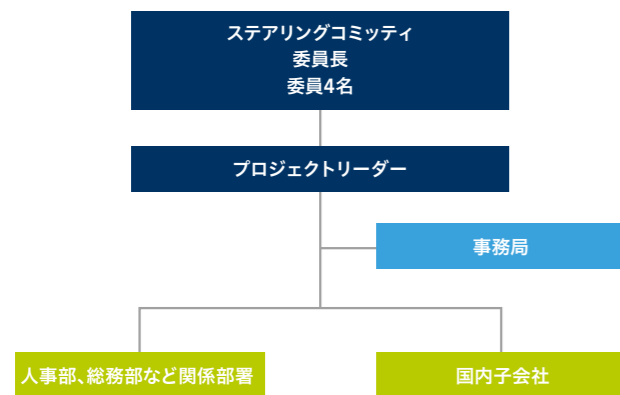 ステアリングコミッティ
委員長
委員4名
プロジェクトリーダー
事務局
人事部、総務部など関係部署
国内子会社